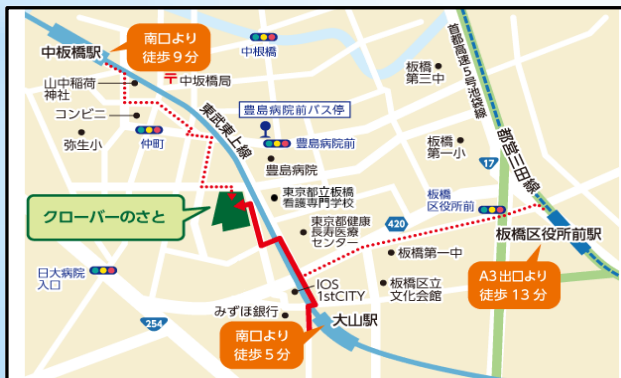 中板橋駅
南口より
徒歩9分
中根橋
〒中坂橋局
山中稲荷
神社
コンビニ
弥生小
仲町
東武東上線
豊島病院前バス停
豊島病院前
豊島病院
東京都立板橋
看護専門学校
クローバーのさと
東京都健康
長寿医療
センター
板橋
第三中
首都高速5号池袋線
都営三田線
板橋
第一小
17
板橋
区役所前
420
板橋区役所前駅
A3出口より
徒歩13分
板橋第一中
板橋区立
文化会館
日大病院
入口
IOS
1stCITY
みずほ銀行
大山駅
254
南口より
徒歩5分